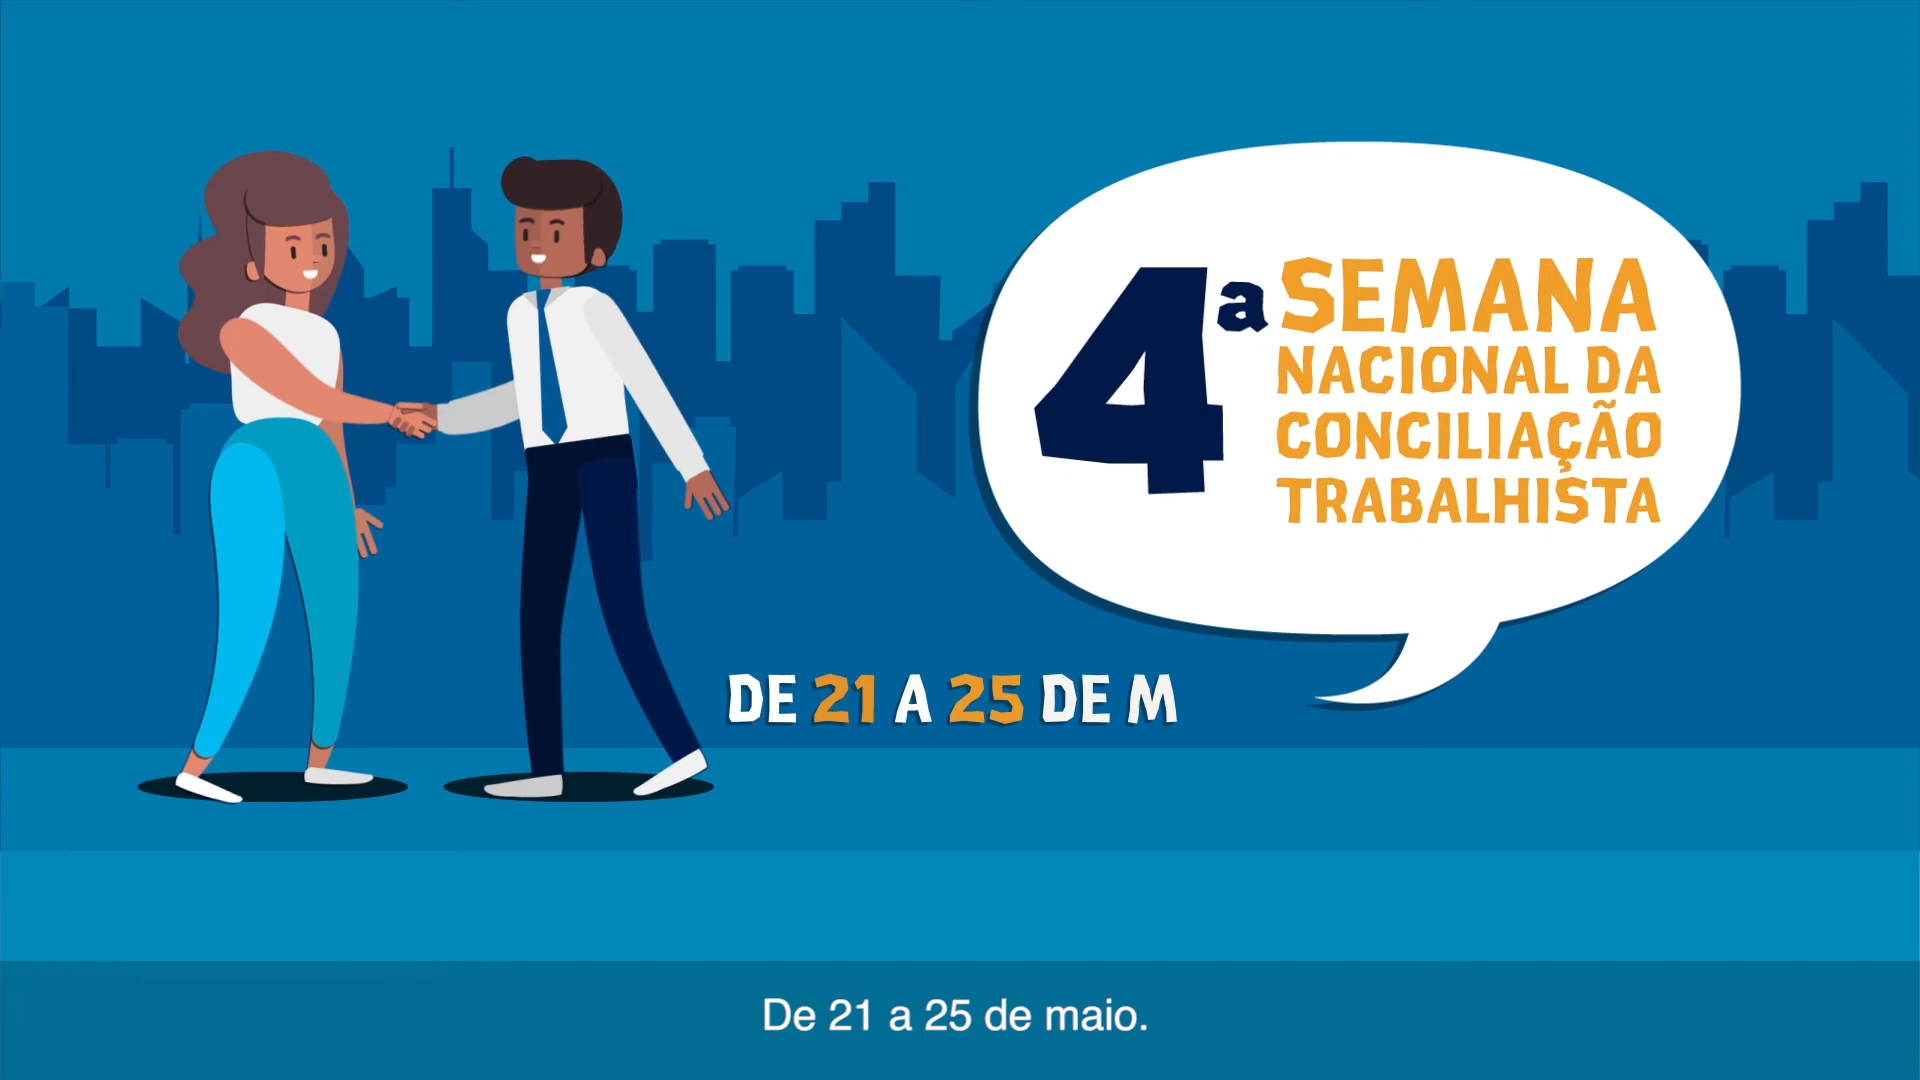 4ª SEMANA
NACIONAL DA
CONCILIAÇÃO
TRABALHISTA
DE 21 A 25 DE M
De 21 a 25 de maio.